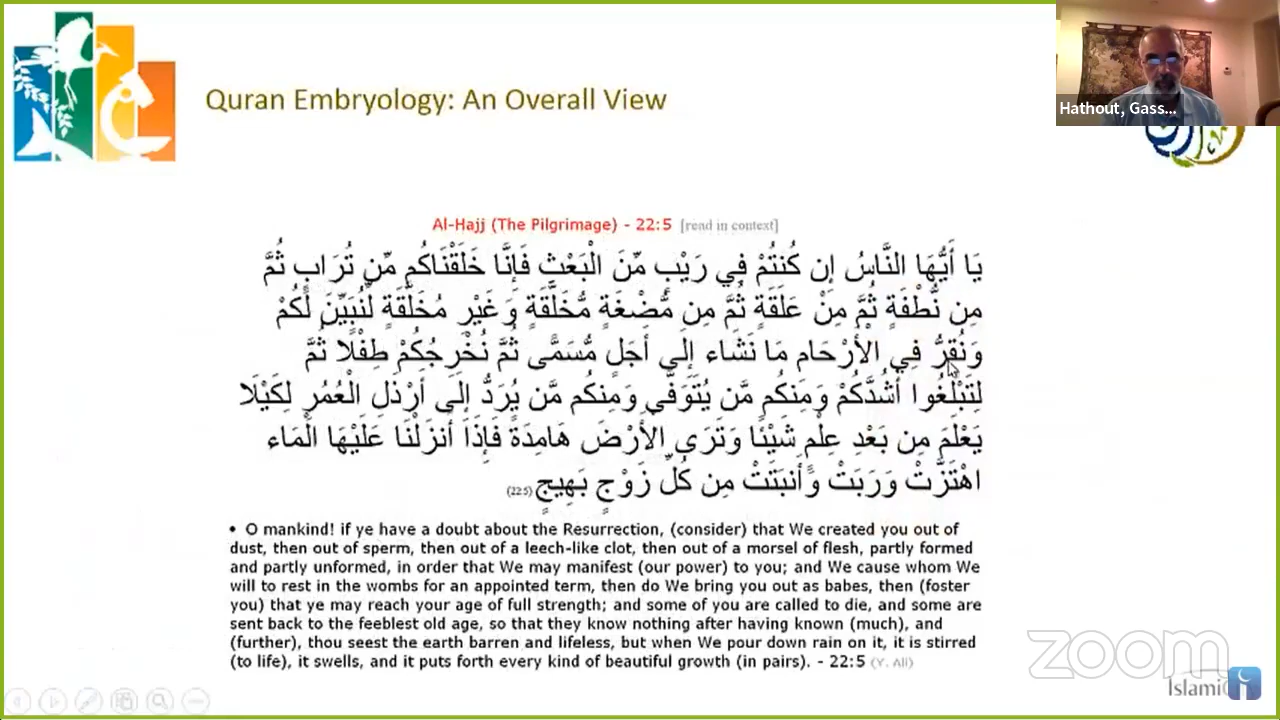 Quran Embryology: An Overall View
Hathout, Gass...
Al-Hajj (The Pilgrimage) - 22:5 [read in context]
يَا أَيُّهَا النَّاسُ إِن كُنتُمْ فِي رَيْبٍ مِّنَ الْبَعْثِ فَإِنَّا خَلَقْنَاكُم مِّن تُرَابٍ ثُمَّ
مِن نُّطْفَةٍ ثُمَّ مِنْ عَلَقَةٍ ثُمَّ مِن مُّضْغَةٍ مُّخَلَّقَةٍ وَغَيْرِ مُخَلَّقَةٍ لِّنُبَيِّنَ لَكُمْ
وَنُقِرُّ فِي الْأَرْحَامِ مَا نَشَاء إِلَى أَجَلٍ مُّسَمًّى ثُمَّ نُخْرِجُكُمْ طِفْلًا ثُمَّ
لِتَبْلُغُوا أَشُدَّكُمْ وَمِنكُم مَّن يُتَوَفَّى وَمِنكُم مَّن يُرَدُّ إِلَى أَرْذَلِ الْعُمُرِ لِكَيْلَا
يَعْلَمَ مِن بَعْدِ عِلْمٍ شَيْئًا وَتَرَى الْأَرْضَ هَامِدَةً فَإِذَا أَنزَلْنَا عَلَيْهَا الْمَاء
اهْتَزَّتْ وَرَبَتْ وَأَنبَتَتْ مِن كُلِّ زَوْجٍ بَهِيجٍ (22:5)
• O mankind! if ye have a doubt about the Resurrection, (consider) that We created you out of
dust, then out of sperm, then out of a leech-like clot, then out of a morsel of flesh, partly formed
and partly unformed, in order that We may manifest (our power) to you; and We cause whom We
will to rest in the wombs for an appointed term, then do We bring you out as babes, then (foster
you) that ye may reach your age of full strength; and some of you are called to die, and some are
sent back to the feeblest old age, so that they know nothing after having known (much), and
(further), thou seest the earth barren and lifeless, but when We pour down rain on it, it is stirred
(to life), it swells, and it puts forth every kind of beautiful growth (in pairs). - 22:5 (Y. Ali)
zoom